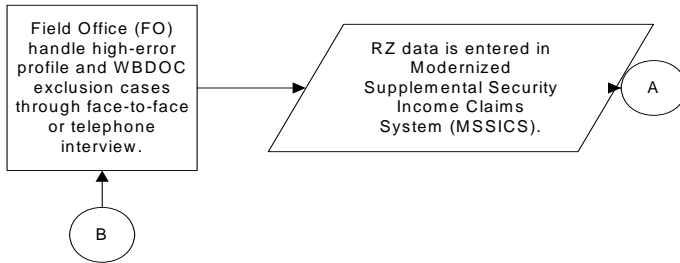 Field Office (FO)
handle high-error
profile and WBDOC
exclusion cases
through face-to-face
or telephone
interview.
RZ data is entered in
Modernized
Supplemental Security
Income Claims
System (MSSICS).
A
B